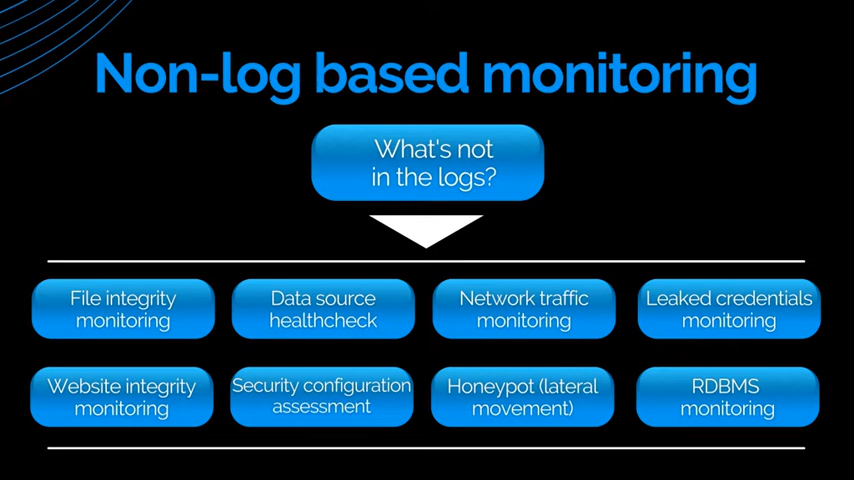 Non-log based monitoring
What's not
in the logs?
File integrity
monitoring
Data source
healthcheck
Network traffic
monitoring
Leaked credentials
monitoring
Website integrity
monitoring
Security configuration
assessment
Honeypot (lateral
movement)
RDBMS
monitoring